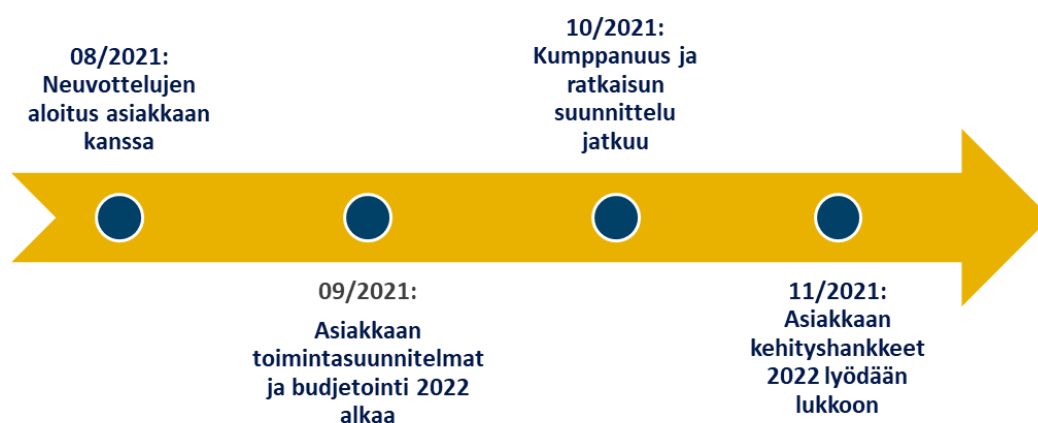 08/2021:
Neuvottelujen
aloitus asiakkaan
kanssa
09/2021:
Asiakkaan
toimintasuunnitelmat
ja budjetointi 2022
alkaa
10/2021:
Kumppanuus ja
ratkaisun
suunnittelu
jatkuu
11/2021:
Asiakkaan
kehityshankkeet
2022 lyödään
lukkoon